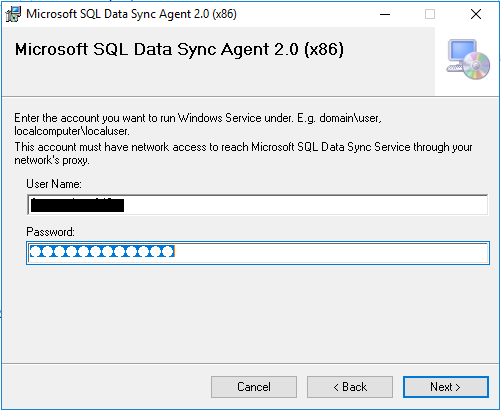 Microsoft SQL Data Sync Agent 2.0 (x86)
Microsoft SQL Data Sync Agent 2.0 (x86)
Enter the account you want to run Windows Service under. E.g. domain\user,
localcomputer\localuser.
This account must have network access to reach Microsoft SQL Data Sync Service through your
network's proxy.
User Name:
Password:
Cancel
< Back
Next >